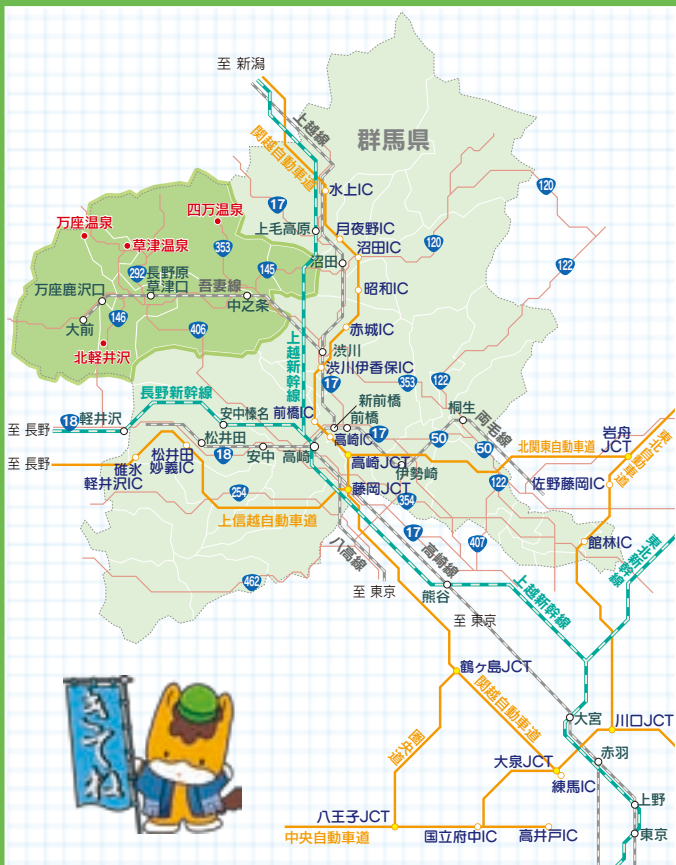 至 新潟
上越線
関越自動車道
群馬県
水上IC
17
120
万座温泉
四万温泉
草津温泉
353
上毛高原
月夜野IC
沼田IC
120
122
292
長野原
草津口
145
沼田
万座鹿沢口
吾妻線
中之条
昭和IC
大前
146
406
上越新幹線
赤城IC
北軽井沢
渋川
渋川伊香保IC
17
353
122
長野新幹線
新前橋
桐生
両毛線
18
軽井沢
安中榛名
前橋IC
前橋
岩舟
JCT
東北自動車道
至 長野
松井田
高崎IC
17
50
50
北関東自動車道
至 長野
松井田
妙義IC
18
安中
高崎
高崎JCT
伊勢崎
碓氷
軽井沢IC
122
佐野藤岡IC
254
藤岡JCT
354
上信越自動車道
17
407
館林IC
八高線
高崎線
東北新幹線
462
至 東京
熊谷
上越新幹線
至 東京
鶴ヶ島JCT
関越自動車道
きてね
圏央道
大宮
川口JCT
大泉JCT
赤羽
練馬IC
上野
八王子JCT
中央自動車道
国立府中IC
高井戸IC
東京